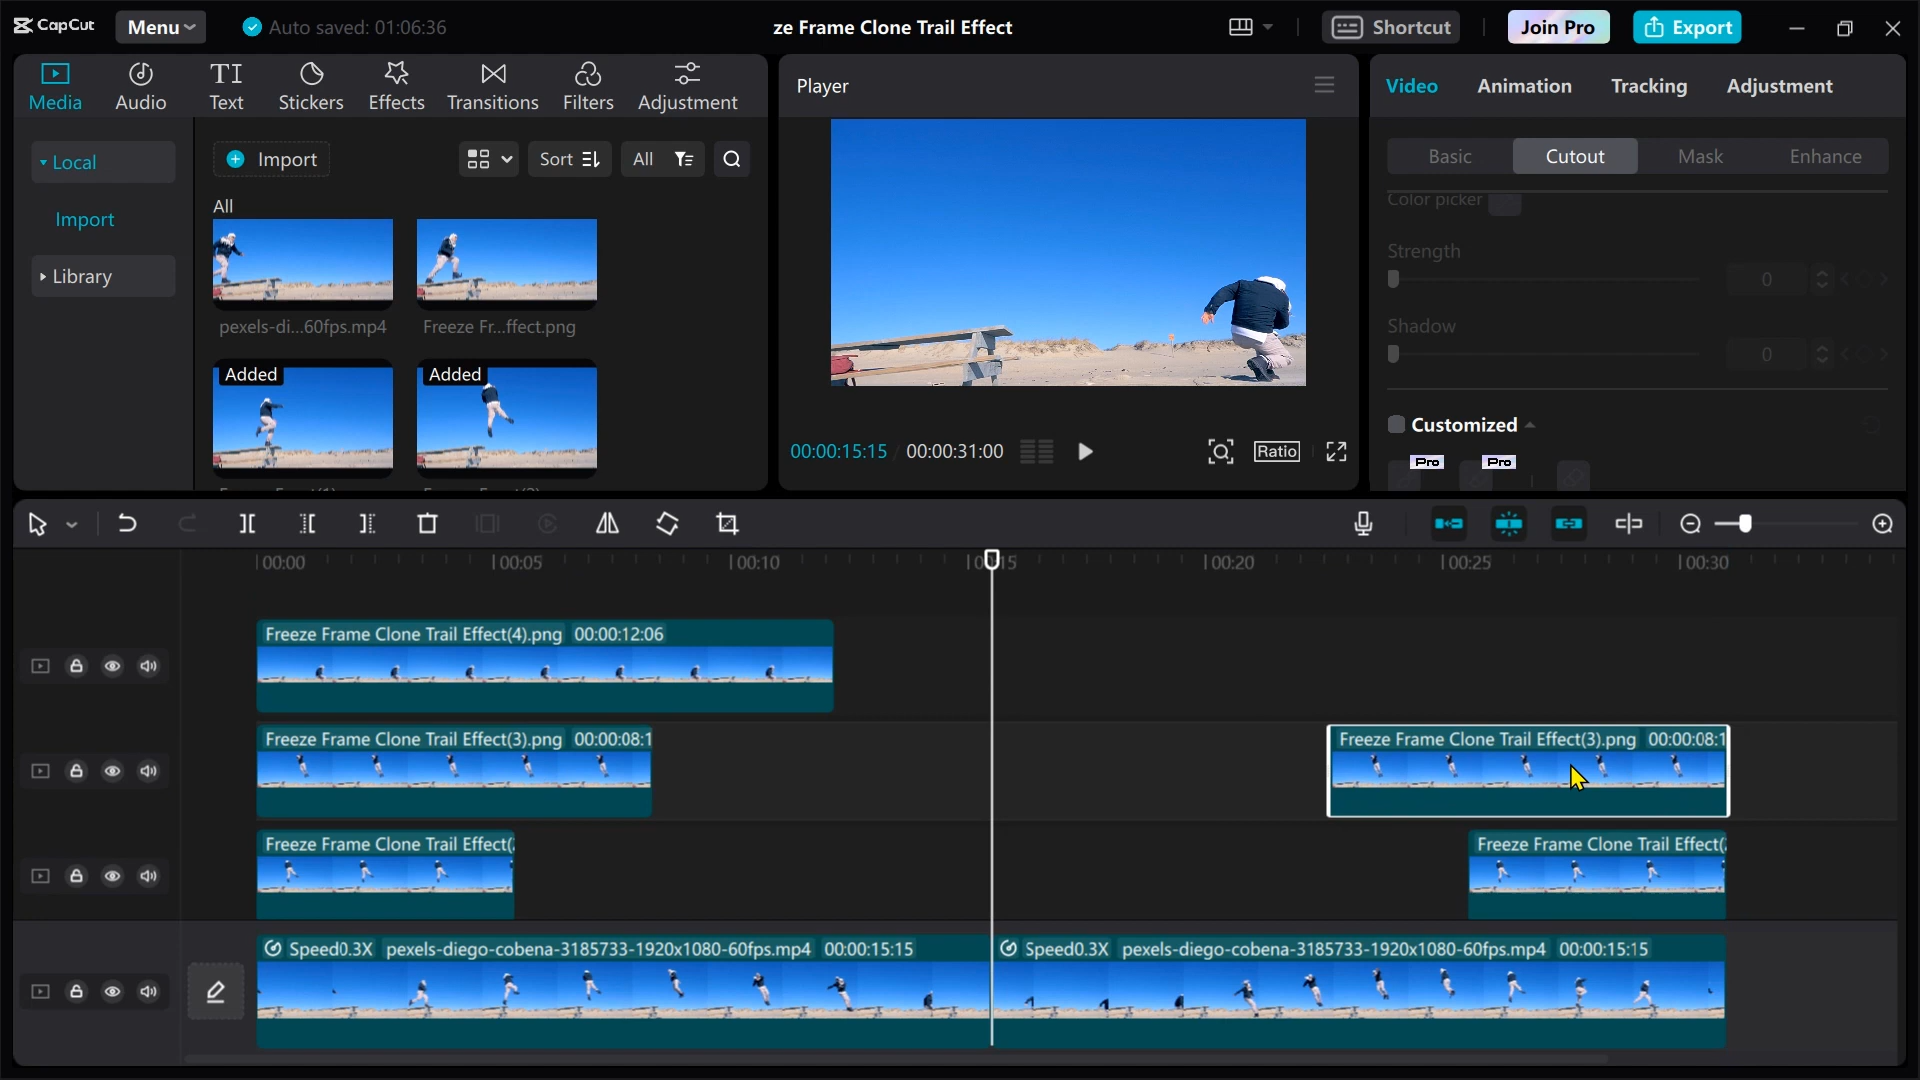 CapCut
Menu
Auto saved: 01:06:36
ze Frame Clone Trail Effect
Shortcut
Join Pro
Export
Media
Audio
Text
Stickers
Effects
Transitions
Filters
Adjustment
Local
Import
Library
Import
Sort
All
All
pexels-di...60fps.mp4
Freeze Fr...ffect.png
Added
Added
Player
00:00:15:15
00:00:31:00
Ratio
Video
Animation
Tracking
Adjustment
Basic
Cutout
Mask
Enhance
Color picker
Strength
0
Shadow
0
Customized
Pro
Pro
00:00
00:05
00:10
00:15
00:20
00:25
00:30
Freeze Frame Clone Trail Effect(4).png 00:00:12:06
Freeze Frame Clone Trail Effect(3).png 00:00:08:1
Freeze Frame Clone Trail Effect(3).png 00:00:08:1
Freeze Frame Clone Trail Effect(
Freeze Frame Clone Trail Effect(
Speed0.3X pexels-diego-cobena-3185733-1920x1080-60fps.mp4 00:00:15:15
Speed0.3X pexels-diego-cobena-3185733-1920x1080-60fps.mp4 00:00:15:15